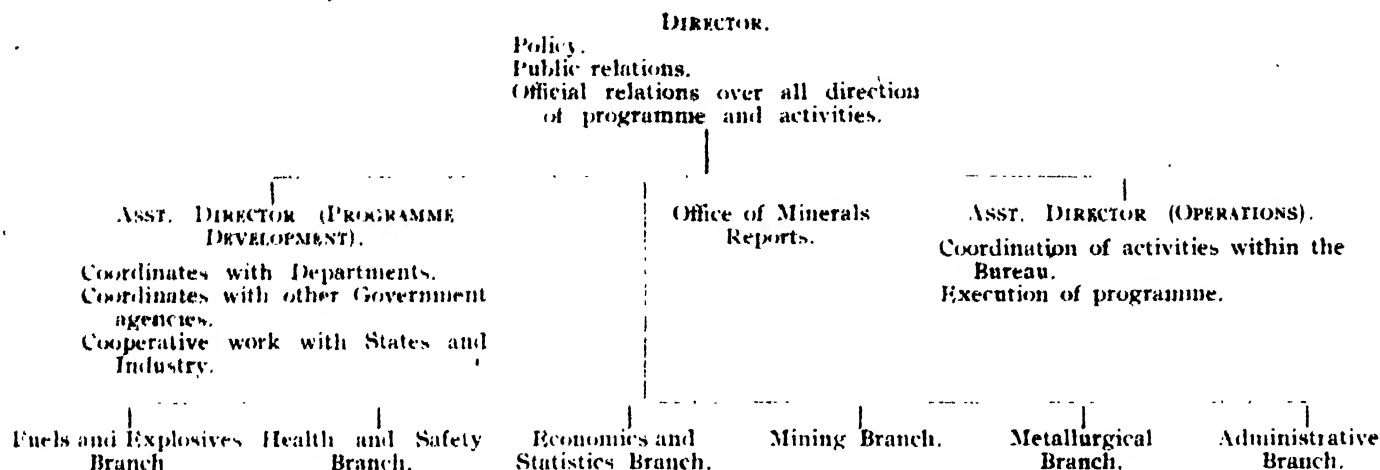 DIRECTOR.
Policy.
Public relations.
Official relations over all direction
of programme and activities.
ASST. DIRECTOR (PROGRAMME
DEVELOPMENT).
Coordinates with Departments.
Coordinates with other Government
agencies.
Cooperative work with States and
Industry.
Office of Minerals
Reports.
ASST. DIRECTOR (OPERATIONS).
Coordination of activities within the
Bureau.
Execution of programme.
Fuels and Explosives
Branch
Health and Safety
Branch.
Economics and
Statistics Branch.
Mining Branch.
Metallurgical
Branch.
Administrative
Branch.